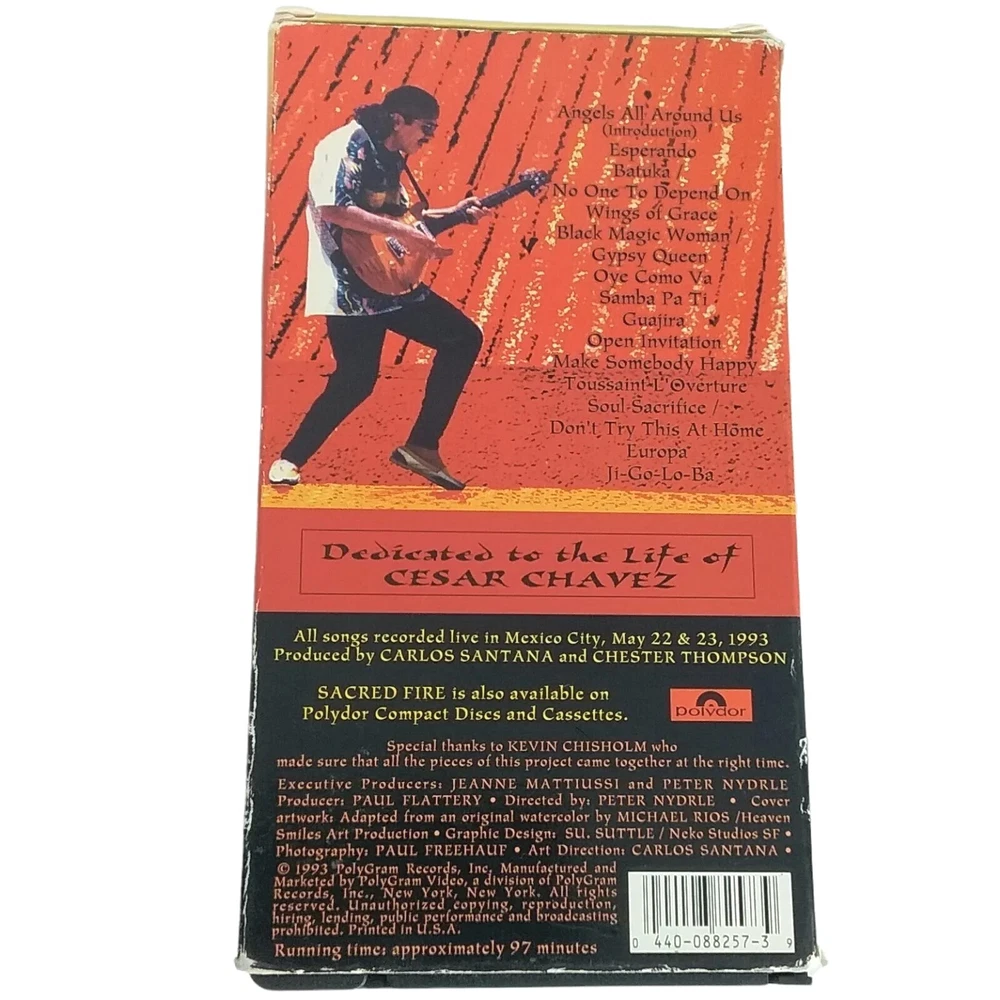 Angels All Around Us
(Introduction)
Esperando
Batuka /
No One To Depend On
Wings of Grace
Black Magic Woman /
Gypsy Queen
Oye Como Va
Samba Pa Ti
Guajira
Open Invitation
Make Somebody Happy
Toussaint L'Overture
Soul Sacrifice /
Don't Try This At Home
Europa
Ji-Go-Lo-Ba
Dedicated to the Life of
CESAR CHAVEZ
All songs recorded live in Mexico City, May 22 & 23, 1993
Produced by CARLOS SANTANA and CHESTER THOMPSON
SACRED FIRE is also available on
Polydor Compact Discs and Cassettes.
polydor
Special thanks to KEVIN CHISHOLM who
made sure that all the pieces of this project came together at the right time.
Executive Producers: JEANNE MATTIUSSI and PETER NYDRLE
Producer: PAUL FLATTERY • Directed by: PETER NYDRLE • Cover
artwork: Adapted from an original watercolor by MICHAEL RIOS /Heaven
Smiles Art Production • Graphic Design: SU. SUTTLE / Neko Studios SF •
Photography: PAUL FREEHAUF • Art Direction: CARLOS SANTANA •
© 1993 PolyGram Records, Inc. Manufactured and
Marketed by PolyGram Video, a division of PolyGram
Records, Inc., New York, New York. All rights
reserved. Unauthorized copying, reproduction,
hiring, lending, public performance and broadcasting
prohibited. Printed in U.S.A.
Running time: approximately 97 minutes
0 440-088257-3 9